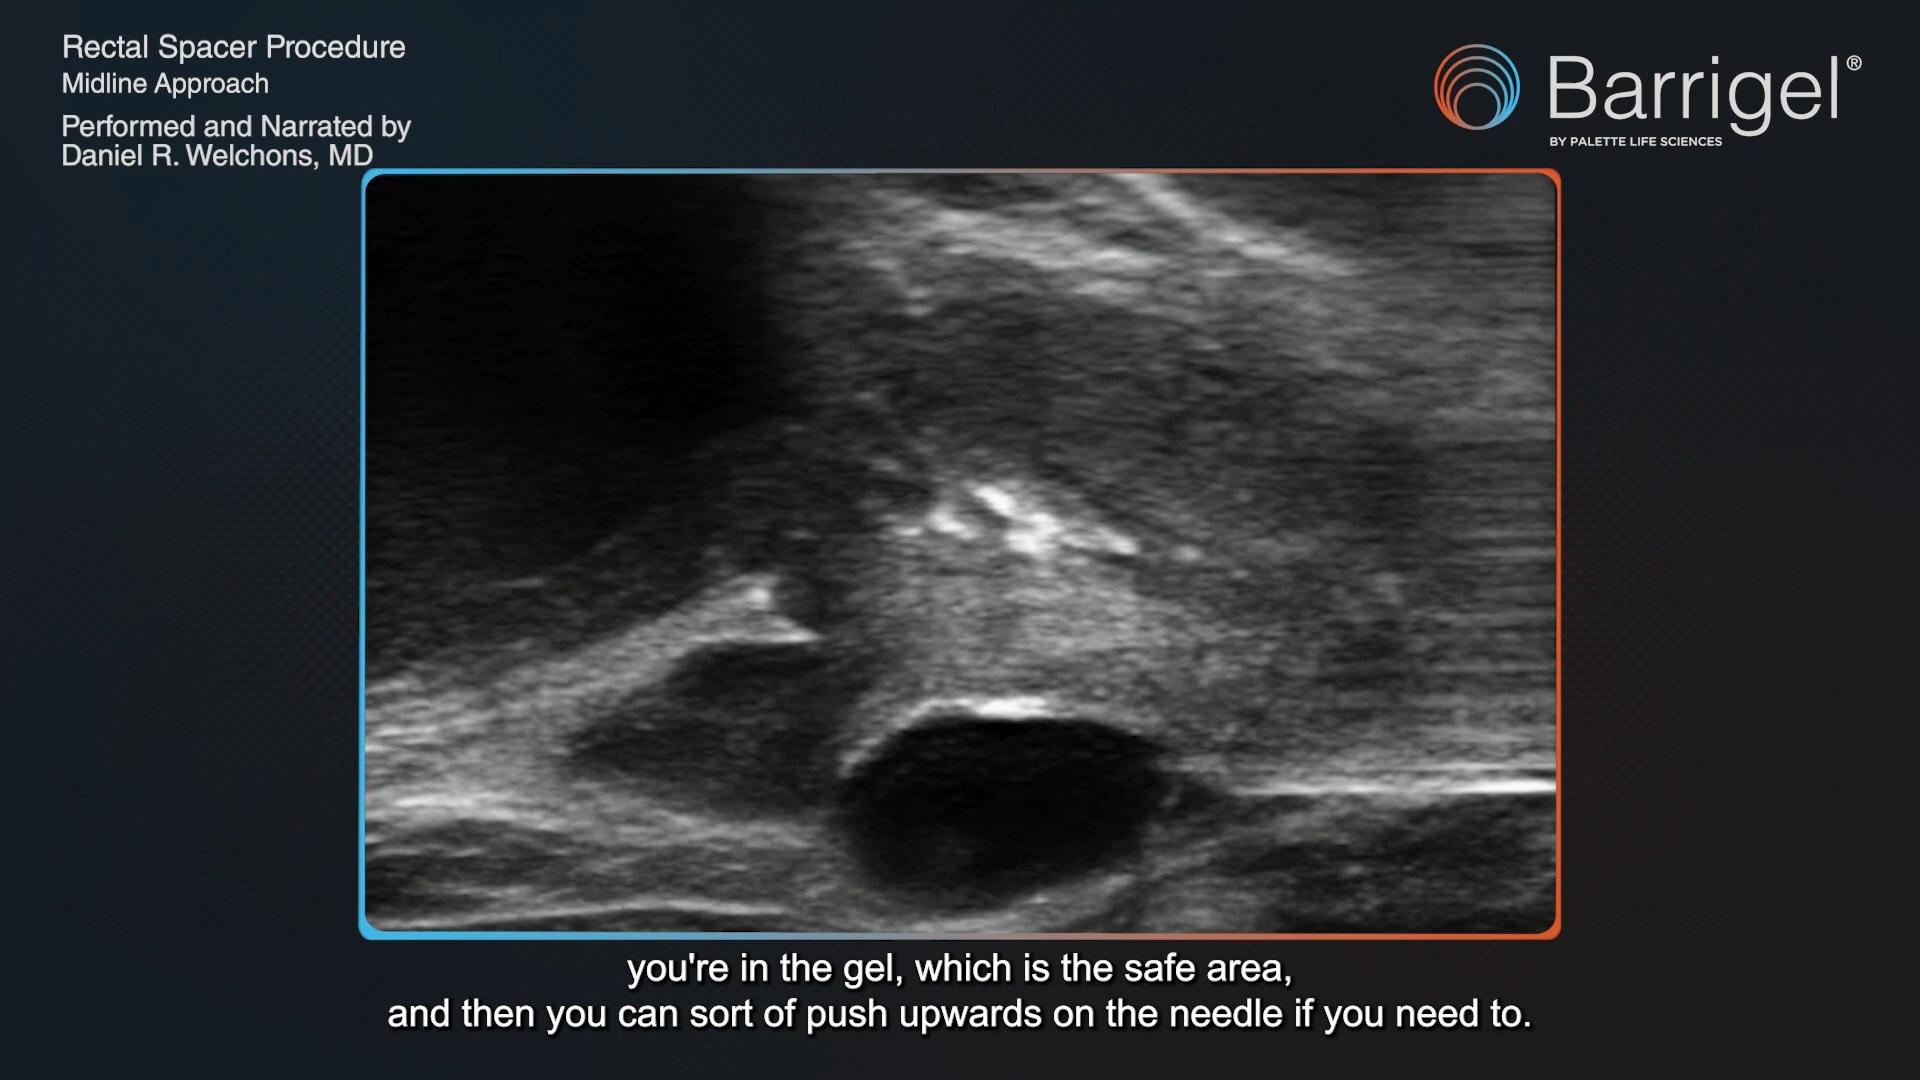 Rectal Spacer Procedure
Midline Approach
Performed and Narrated by
Daniel R. Welchons, MD
Barrigel®
BY PALETTE LIFE SCIENCES
you're in the gel, which is the safe area,
and then you can sort of push upwards on the needle if you need to.